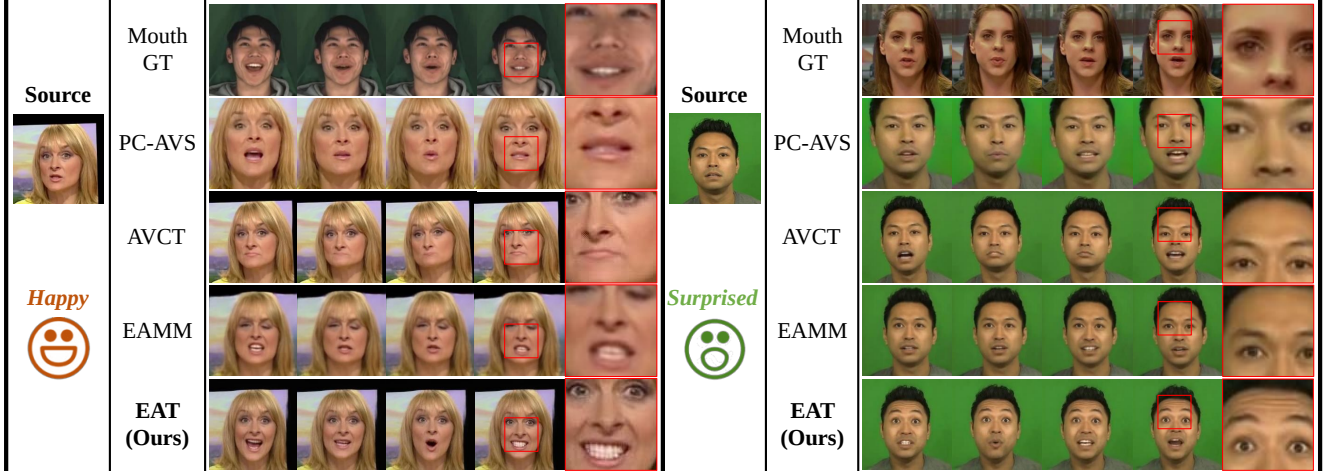 Source
Happy
Mouth
GT
PC-AVS
AVCT
EAMM
EAT
(Ours)
Source
Surprised
Mouth
GT
PC-AVS
AVCT
EAMM
EAT
(Ours)